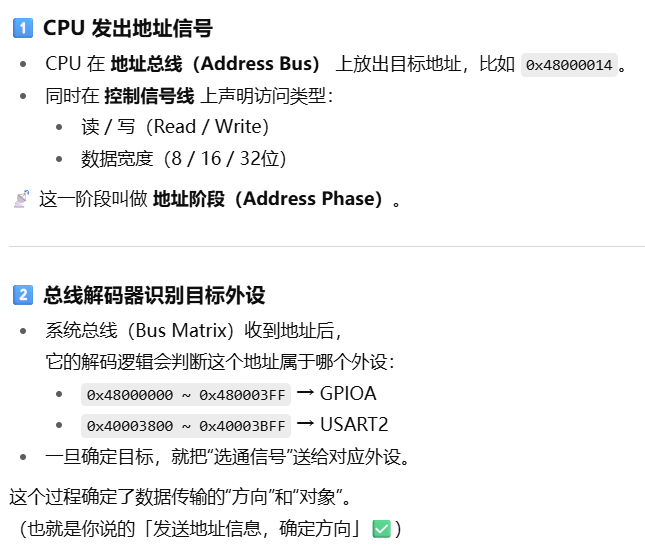 1 CPU 发出地址信号
• CPU 在 地址总线（Address Bus） 上放出目标地址，比如 0x48000014。
• 同时在 控制信号线 上声明访问类型：
• 读 / 写（Read / Write）
• 数据宽度（8 / 16 / 32位）
这一阶段叫做 地址阶段（Address Phase）。
2 总线解码器识别目标外设
• 系统总线（Bus Matrix）收到地址后，
它的解码逻辑会判断这个地址属于哪个外设：
• 0x48000000 ~ 0x480003FF → GPIOA
• 0x40003800 ~ 0x40003BFF → USART2
• 一旦确定目标，就把“选通信号”送给对应外设。
这个过程确定了数据传输的“方向”和“对象”。
（也就是你说的「发送地址信息，确定方向」✅）